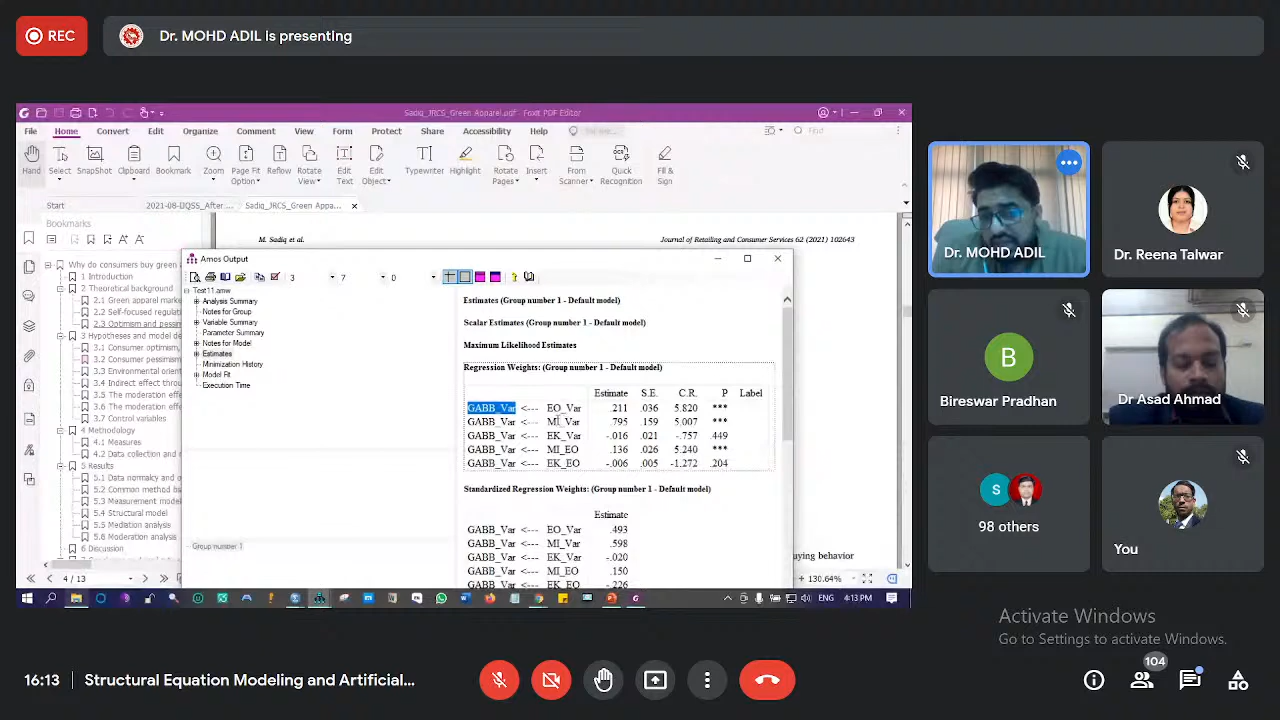 REC
Dr. MOHD ADIL is presenting
Sadiq_JRCS_Green Apparel.pdf - Foxit PDF Editor
File Home Convert Edit Organize Comment View Form Protect Share Accessibility Help Find
Hand Select SnapShot Clipboard Bookmark Zoom Page Fit Option Reflow Rotate View Edit Text Edit Object Typewriter Highlight Rotate Pages Insert From Scanner Quick Recognition Fill & Sign
Start 2021-08-DQSS_After ... Sadiq_JRCS_Green Appa...
Bookmarks
M. Sadiq et al. Journal of Retailing and Consumer Services 62 (2021) 102643
Why do consumers buy green a
1 Introduction
2 Theoretical background
2.1 Green apparel mark
2.2 Self-focused regulati
2.3 Optimism and pessim
3 Hypotheses and model de
3.1 Consumer optimism,
3.2 Consumer pessimism
3.3 Environmental orient
3.4 Indirect effect throug
3.5 The moderation effe
3.6 The moderation effe
3.7 Control variables
4 Methodology
4.1 Measures
4.2
5 Results
5.1 Data normalcy and
5.2 Common method bi
5.3 Measurement mode
5.4 Structural model
5.5 Mediation analysis
5.6 Moderation analysis
6 Discussion
Amos Output
3 7 0
Test11.amw
Analysis Summary
Notes for Group
Variable Summary
Parameter Summary
Notes for Model
Estimates
Minimization History
Model Fit
Execution Time
Group number 1
Estimates (Group number 1 - Default model)
Scalar Estimates (Group number 1 - Default model)
Maximum Likelihood Estimates
Regression Weights: (Group number 1 - Default model)
Estimate S.E. C.R. P Label
GABB_Var <--- EO_Var .211 .036 5.820 ***
GABB_Var <--- MI_Var .795 .159 5.007 ***
GABB_Var <--- EK_Var -.016 .021 -.757 .449
GABB_Var <--- MI_EO .136 .026 5.240 ***
GABB_Var <--- EK_EO -.006 .005 -1.272 .204
Standardized Regression Weights: (Group number 1 - Default model)
Estimate
GABB_Var <--- EO_Var .493
GABB_Var <--- MI_Var .598
GABB_Var <--- EK_Var -.020
GABB_Var <--- MI_EO .150
GABB_Var <--- EK_EO -.226
uying behavior
4 / 13 130.64%
ENG 4:13 PM
Dr. MOHD ADIL
Dr. Reena Talwar
B
Bireswar Pradhan
Dr Asad Ahmad
S
98 others
You
Activate Windows
Go to Settings to activate Windows.
16:13 Structural Equation Modeling and Artificial...
104